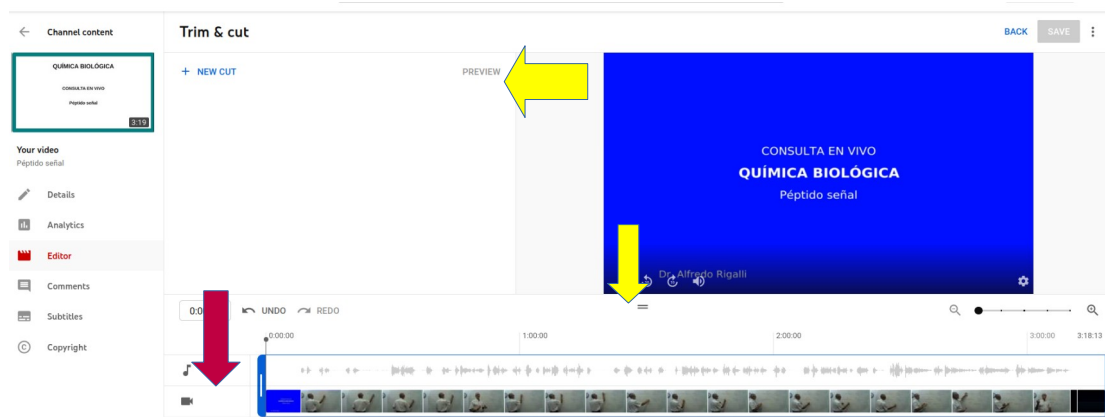 Channel content
Trim & cut
BACK
SAVE
QUÍMICA BIOLÓGICA
CONSULTA EN VIVO
Péptido señal
3:19
+ NEW CUT
PREVIEW
CONSULTA EN VIVO
QUÍMICA BIOLÓGICA
Péptido señal
Dr. Alfredo Rigalli
Your video
Péptido señal
Details
Analytics
Editor
Comments
Subtitles
Copyright
UNDO
REDO
0:00:00
1:00:00
2:00:00
3:00:00
3:18:13